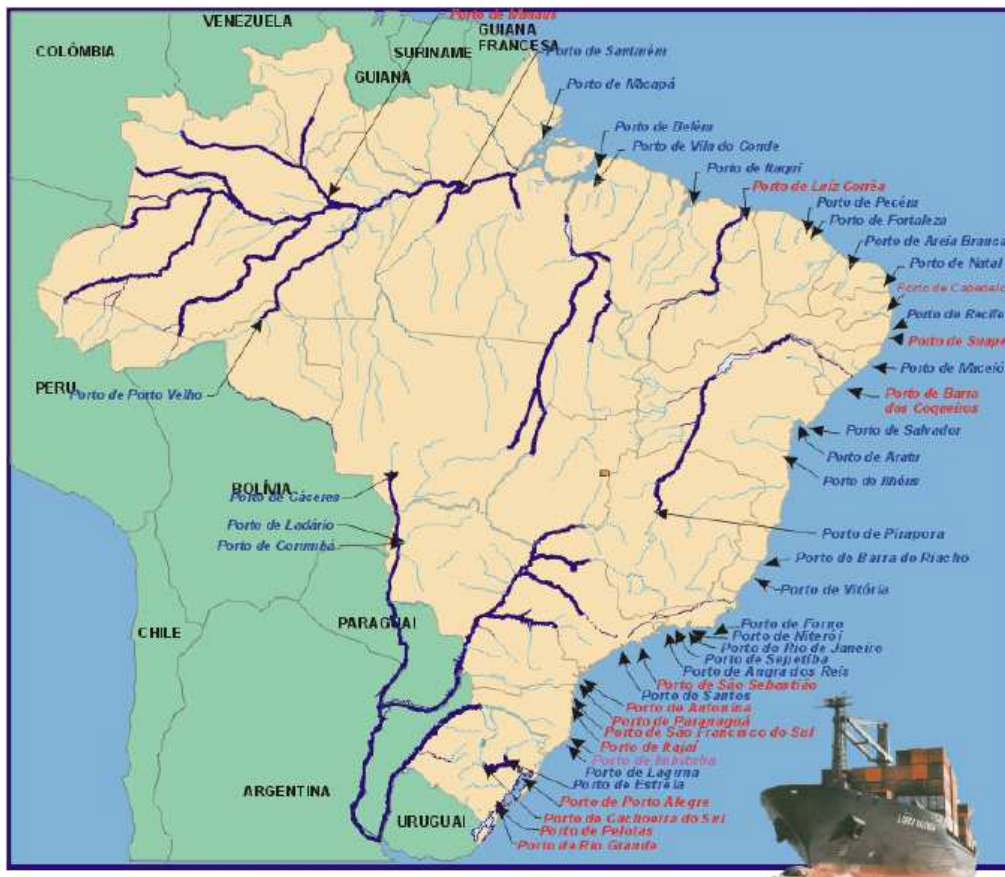 VENEZUELA
Porto de Manaus
COLÔMBIA
SURINAME
GUIANA
FRANCESA
GUIANA
Porto de Santarém
Porto de Macapá
Porto de Belém
Porto de Vila do Conde
Porto de Itaqui
Porto de Luiz Corrêa
Porto de Pecém
Porto de Fortaleza
Porto de Areia Branca
Porto de Natal
Porto de Cabedelo
Porto de Recife
Porto de Suape
Porto de Maceió
PERU
Porto de Porto Velho
Porto de Barra
dos Coqueiros
Porto de Salvador
Porto de Aratu
Porto de Ilhéus
BOLÍVIA
Porto de Cáceres
Porto de Ladário
Porto de Corumbá
Porto de Pirapora
Porto do Barra do Riacho
Porto de Vitória
CHILE
PARAGUAI
Porto de Forno
Porto de Niterói
Porto do Rio de Janeiro
Porto de Sepetiba
Porto de Angra dos Reis
Porto de São Sebastião
Porto de Santos
Porto de Antonina
Porto de Paranaguá
Porto de São Francisco do Sul
Porto de Itajaí
Porto de Imbituba
Porto de Laguna
Porto de Estrela
ARGENTINA
URUGUAI
Porto de Porto Alegre
Porto de Cachoeira do Sul
Porto de Pelotas
Porto de Rio Grande